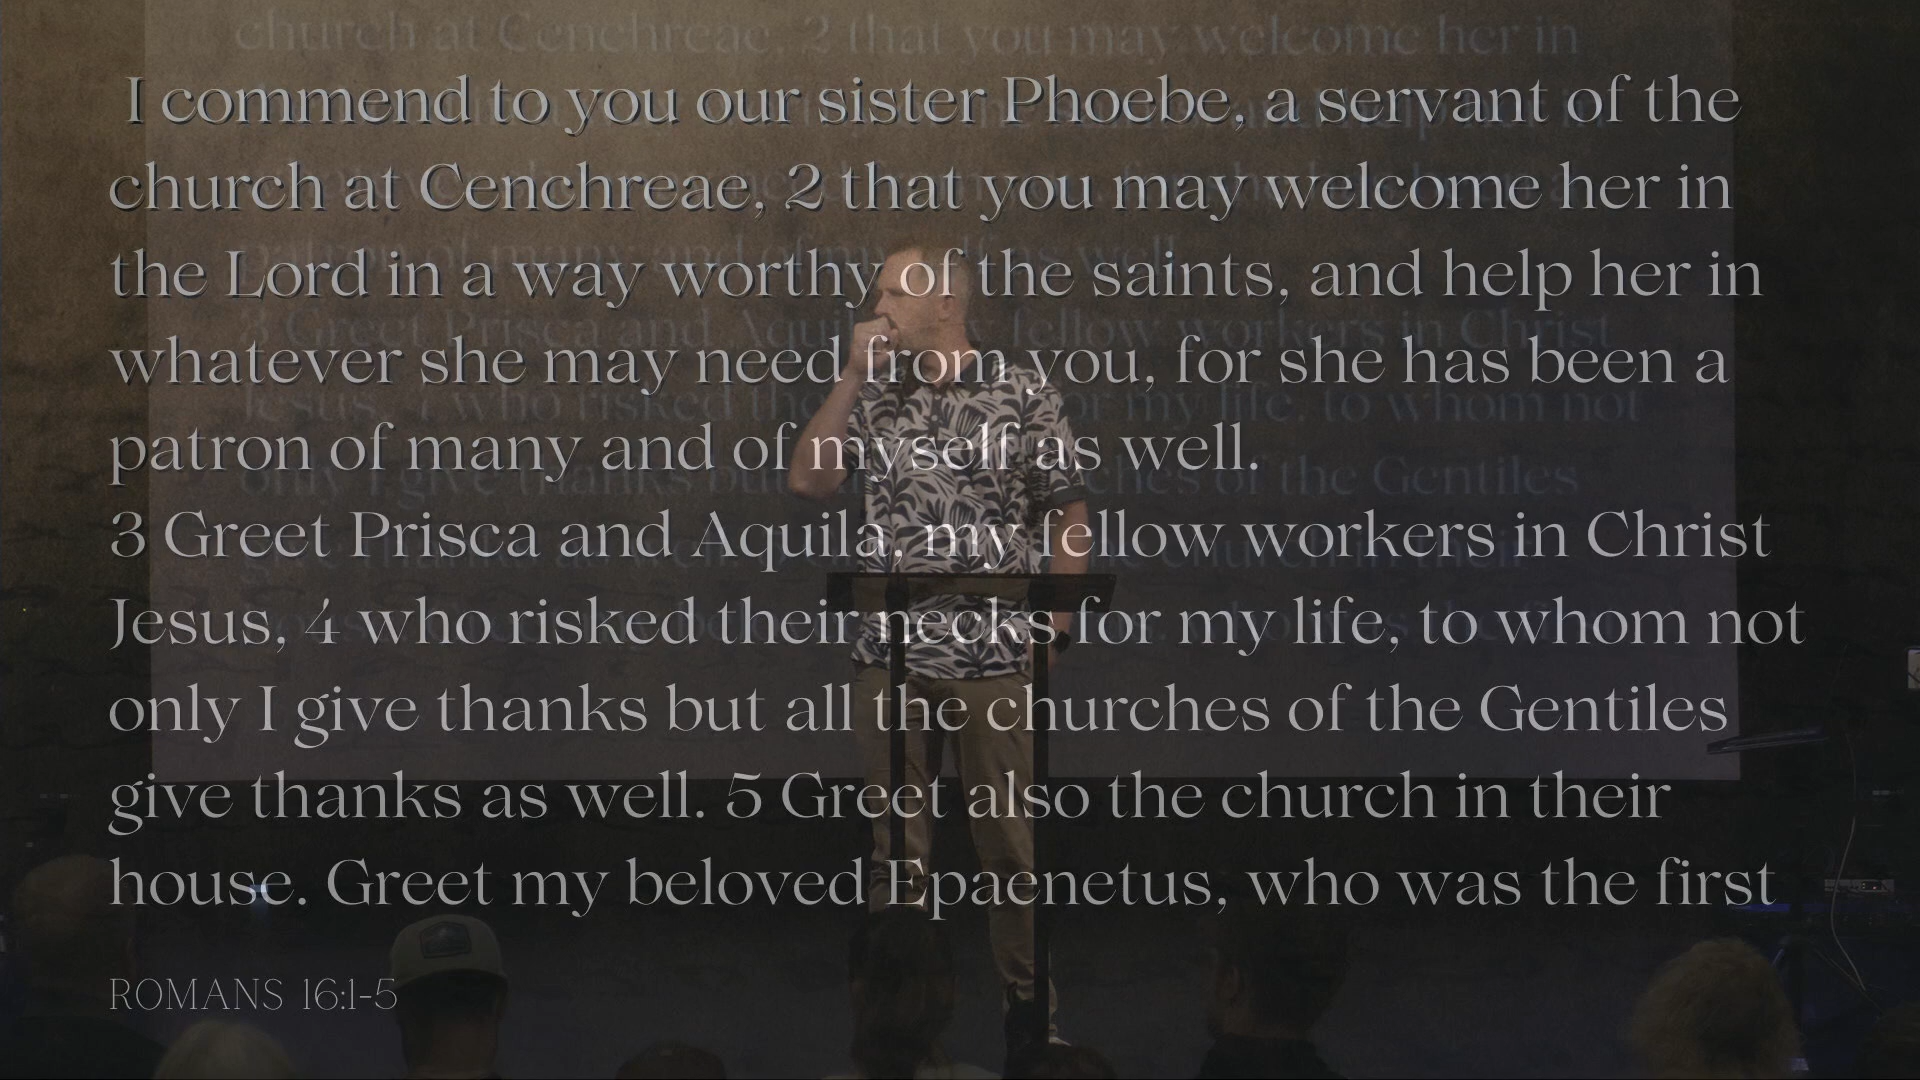 I commend to you our sister Phoebe, a servant of the
church at Cenchreae, 2 that you may welcome her in
the Lord in a way worthy of the saints, and help her in
whatever she may need from you, for she has been a
patron of many and of myself as well.
3 Greet Prisca and Aquila, my fellow workers in Christ
Jesus, 4 who risked their necks for my life, to whom not
only I give thanks but all the churches of the Gentiles
give thanks as well. 5 Greet also the church in their
house. Greet my beloved Epaenetus, who was the first
ROMANS 16:1-5